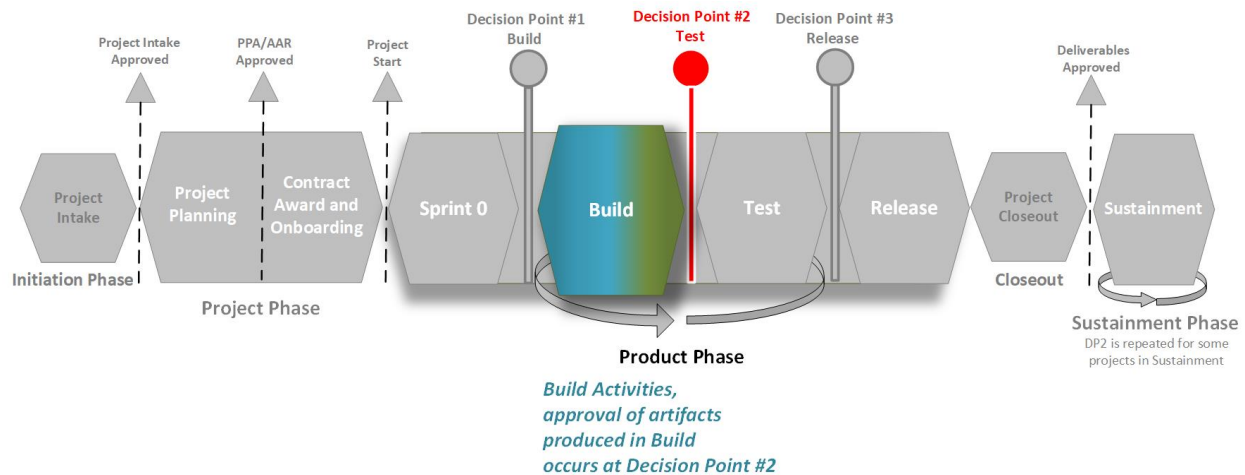 Decision Point #1
Build
Decision Point #2
Test
Decision Point #3
Release
Project Intake
Approved
PPA/AAR
Approved
Project
Start
Deliverables
Approved
Project
Intake
Project
Planning
Contract
Award and
Onboarding
Sprint 0
Build
Test
Release
Project
Closeout
Sustainment
Initiation Phase
Project Phase
Closeout
Product Phase
Sustainment Phase
DP2 is repeated for some
projects in Sustainment
Build Activities,
approval of artifacts
produced in Build
occurs at Decision Point #2